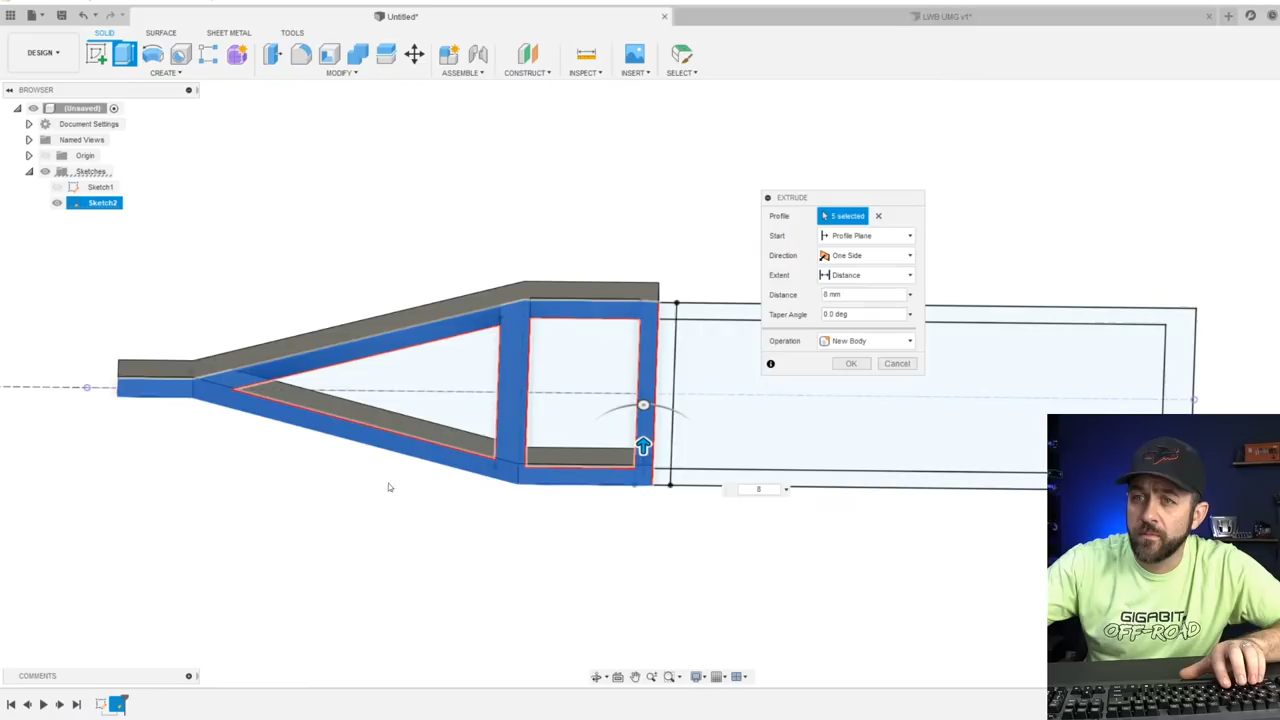 Untitled*
LWB UMG v1*
DESIGN
SOLID
SURFACE
SHEET METAL
TOOLS
CREATE
MODIFY
ASSEMBLE
CONSTRUCT
INSPECT
INSERT
SELECT
BROWSER
(Unsaved)
Document Settings
Named Views
Origin
Sketches
Sketch1
Sketch2
EXTRUDE
Profile 5 selected
Start Profile Plane
Direction One Side
Extent Distance
Distance 8 mm
Taper Angle 0.0 deg
Operation New Body
OK Cancel
8
GIGABIT
OFF-ROAD
COMMENTS